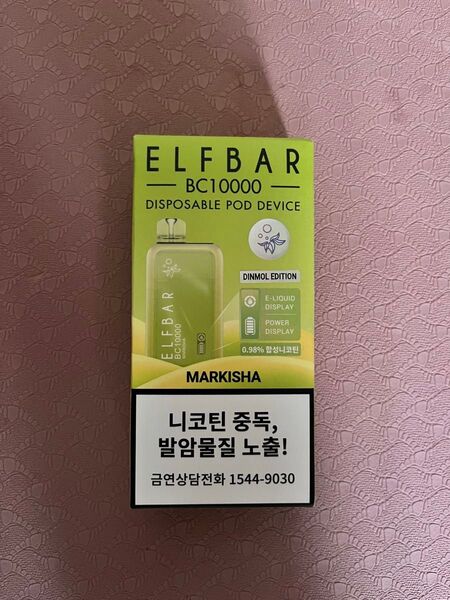 ELFBAR
BC10000
DISPOSABLE POD DEVICE
DINMOL EDITION
E-LIQUID
DISPLAY
POWER
DISPLAY
0.98% 합성니코틴
ELFBAR
BC10000
MARKISHA
니코틴 중독,
발암물질 노출!
금연상담전화 1544-9030